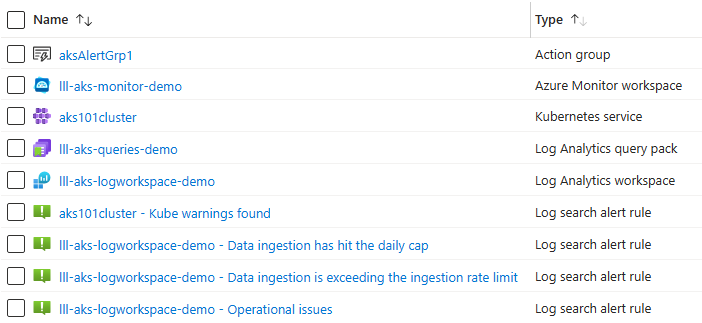 Name ↑↓ Type ↑↓
aksAlertGrp1 Action group
lll-aks-monitor-demo Azure Monitor workspace
aks101cluster Kubernetes service
lll-aks-queries-demo Log Analytics query pack
lll-aks-logworkspace-demo Log Analytics workspace
aks101cluster - Kube warnings found Log search alert rule
lll-aks-logworkspace-demo - Data ingestion has hit the daily cap Log search alert rule
lll-aks-logworkspace-demo - Data ingestion is exceeding the ingestion rate limit Log search alert rule
lll-aks-logworkspace-demo - Operational issues Log search alert rule